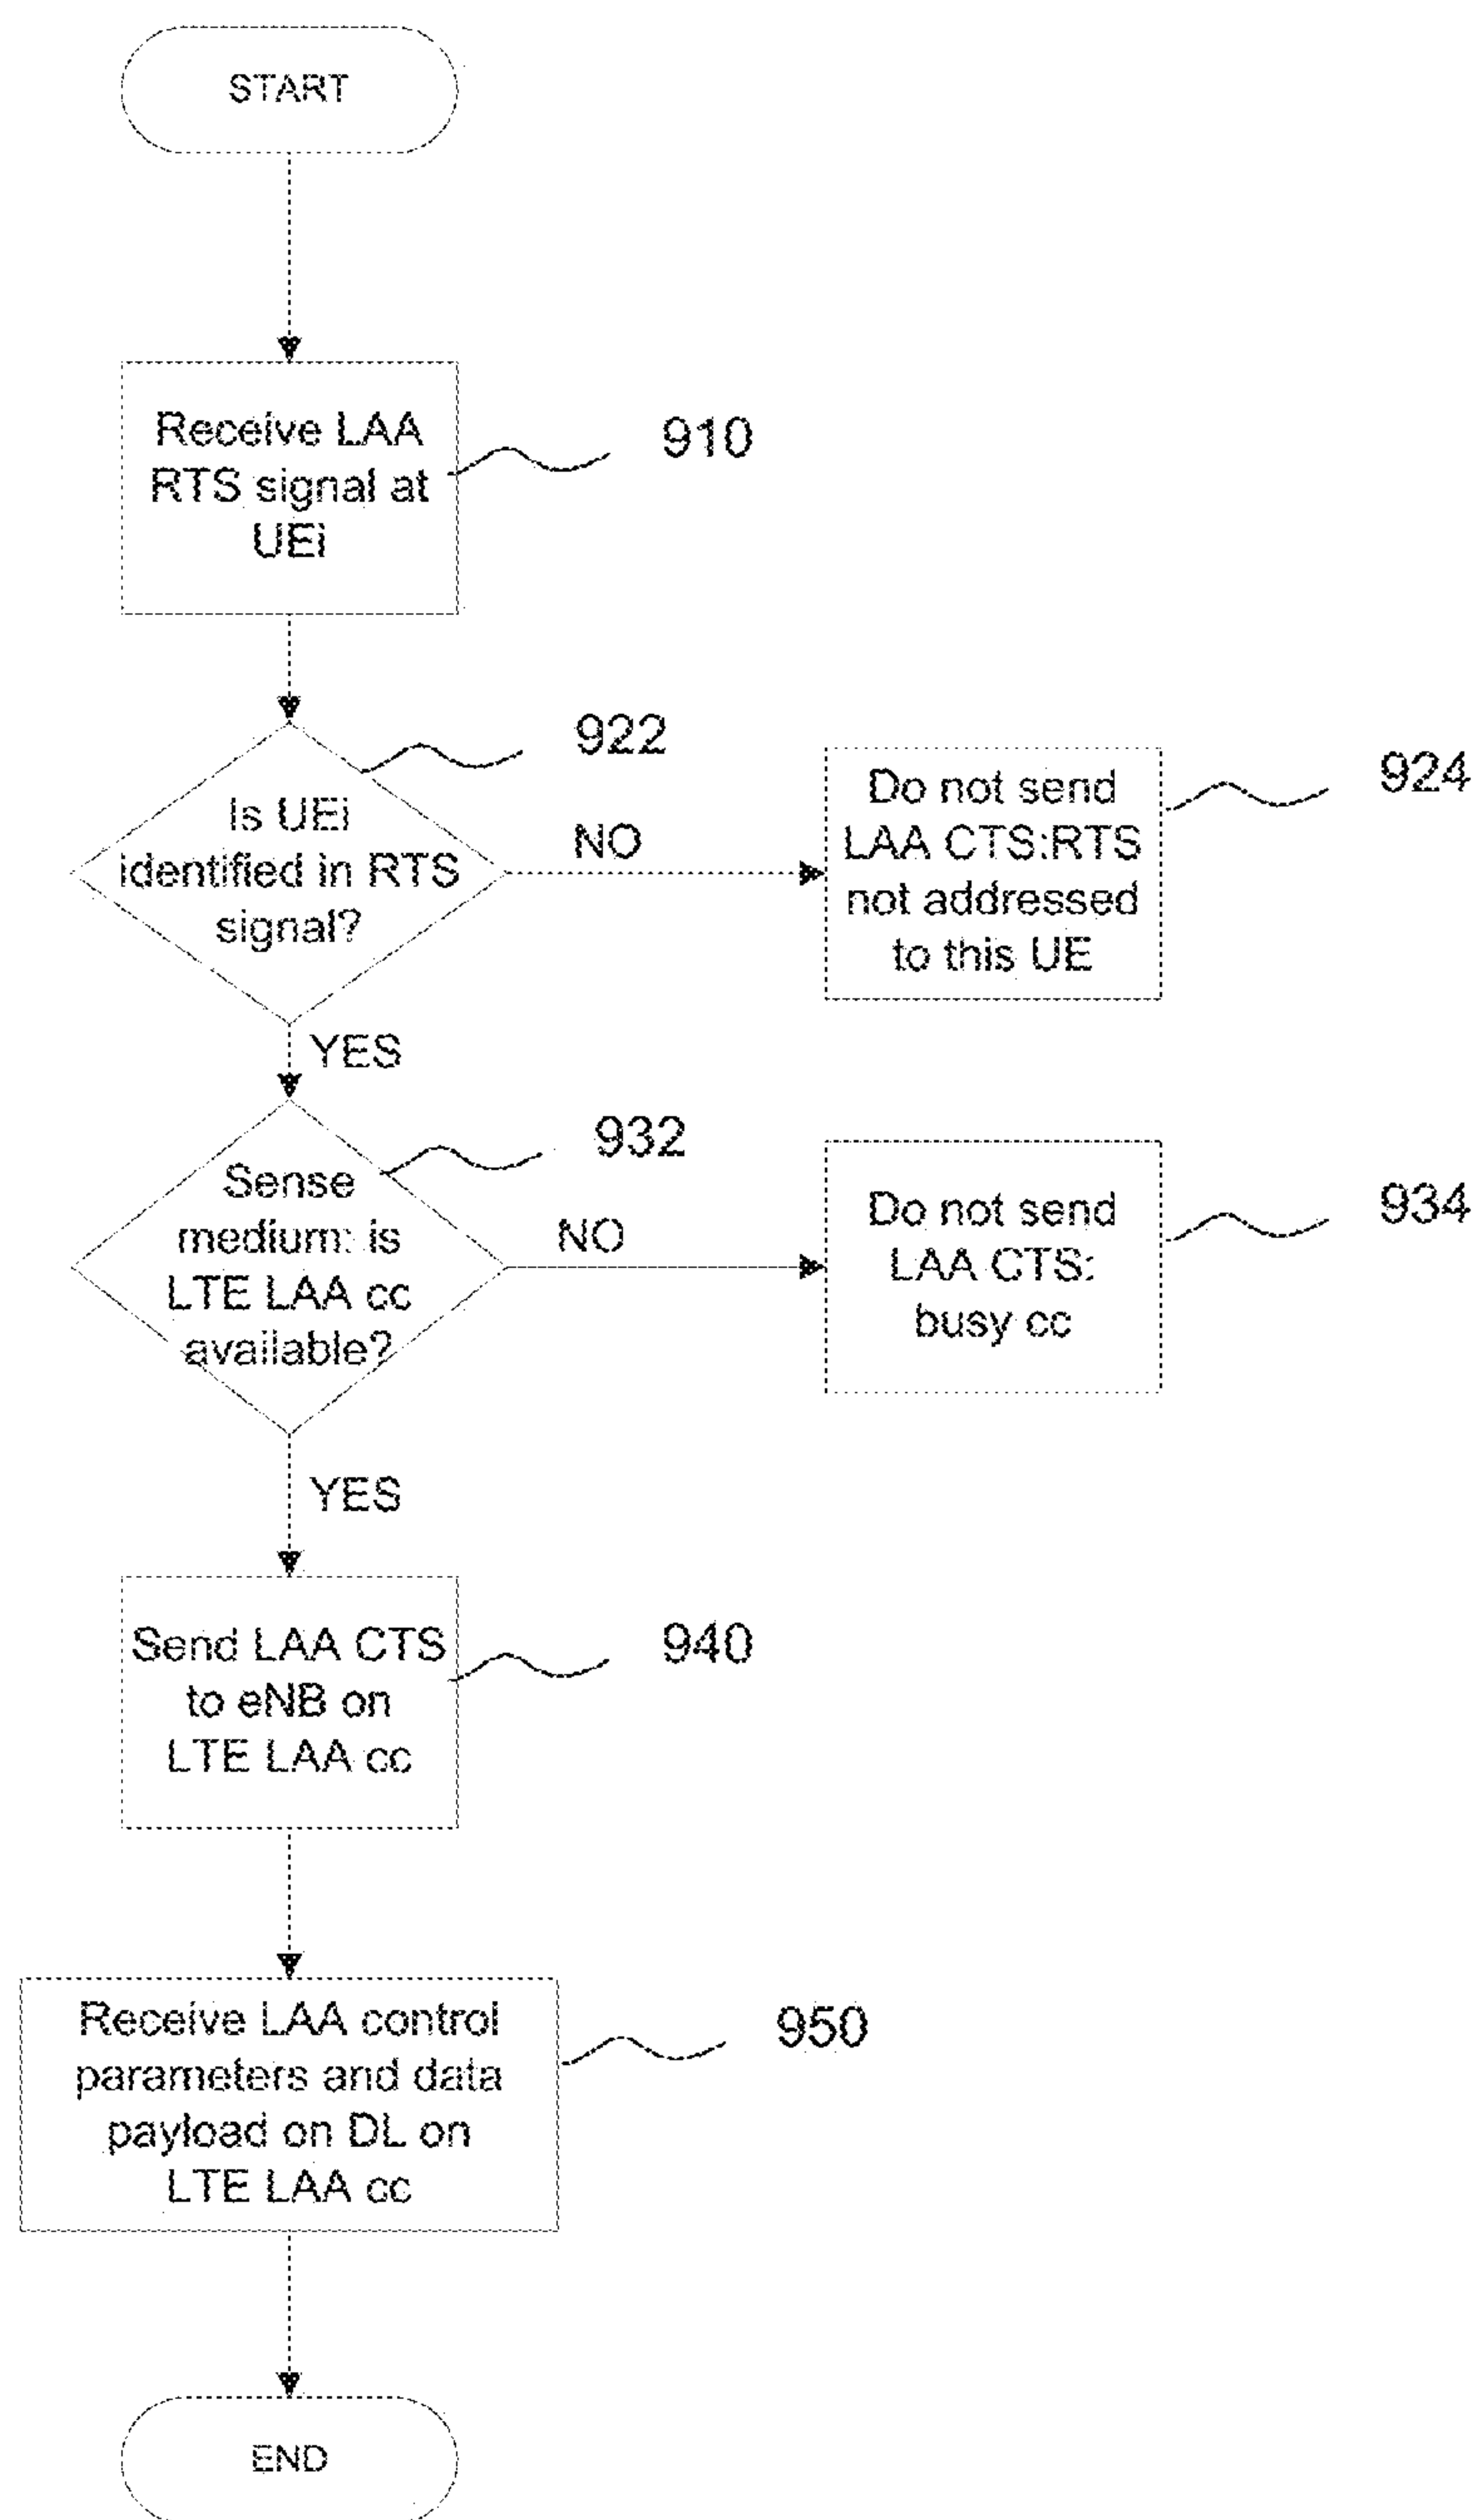 START
Receive LAA
RTS signal at
UEi
910
922
Is UEi
identified in RTS
signal?
NO
Do not send
LAA CTS:RTS
not addressed
to this UE
924
YES
932
Sense
medium: is
LTE LAA cc
available?
NO
Do not send
LAA CTS:
busy cc
934
YES
Send LAA CTS
to eNB on
LTE LAA cc
940
Receive LAA control
parameters and data
payload on DL on
LTE LAA cc
950
END